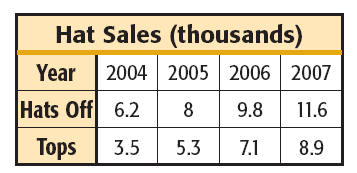 Hat Sales (thousands)
Year 2004 2005 2006 2007
Hats Off 6.2 8 9.8 11.6
Tops 3.5 5.3 7.1 8.9